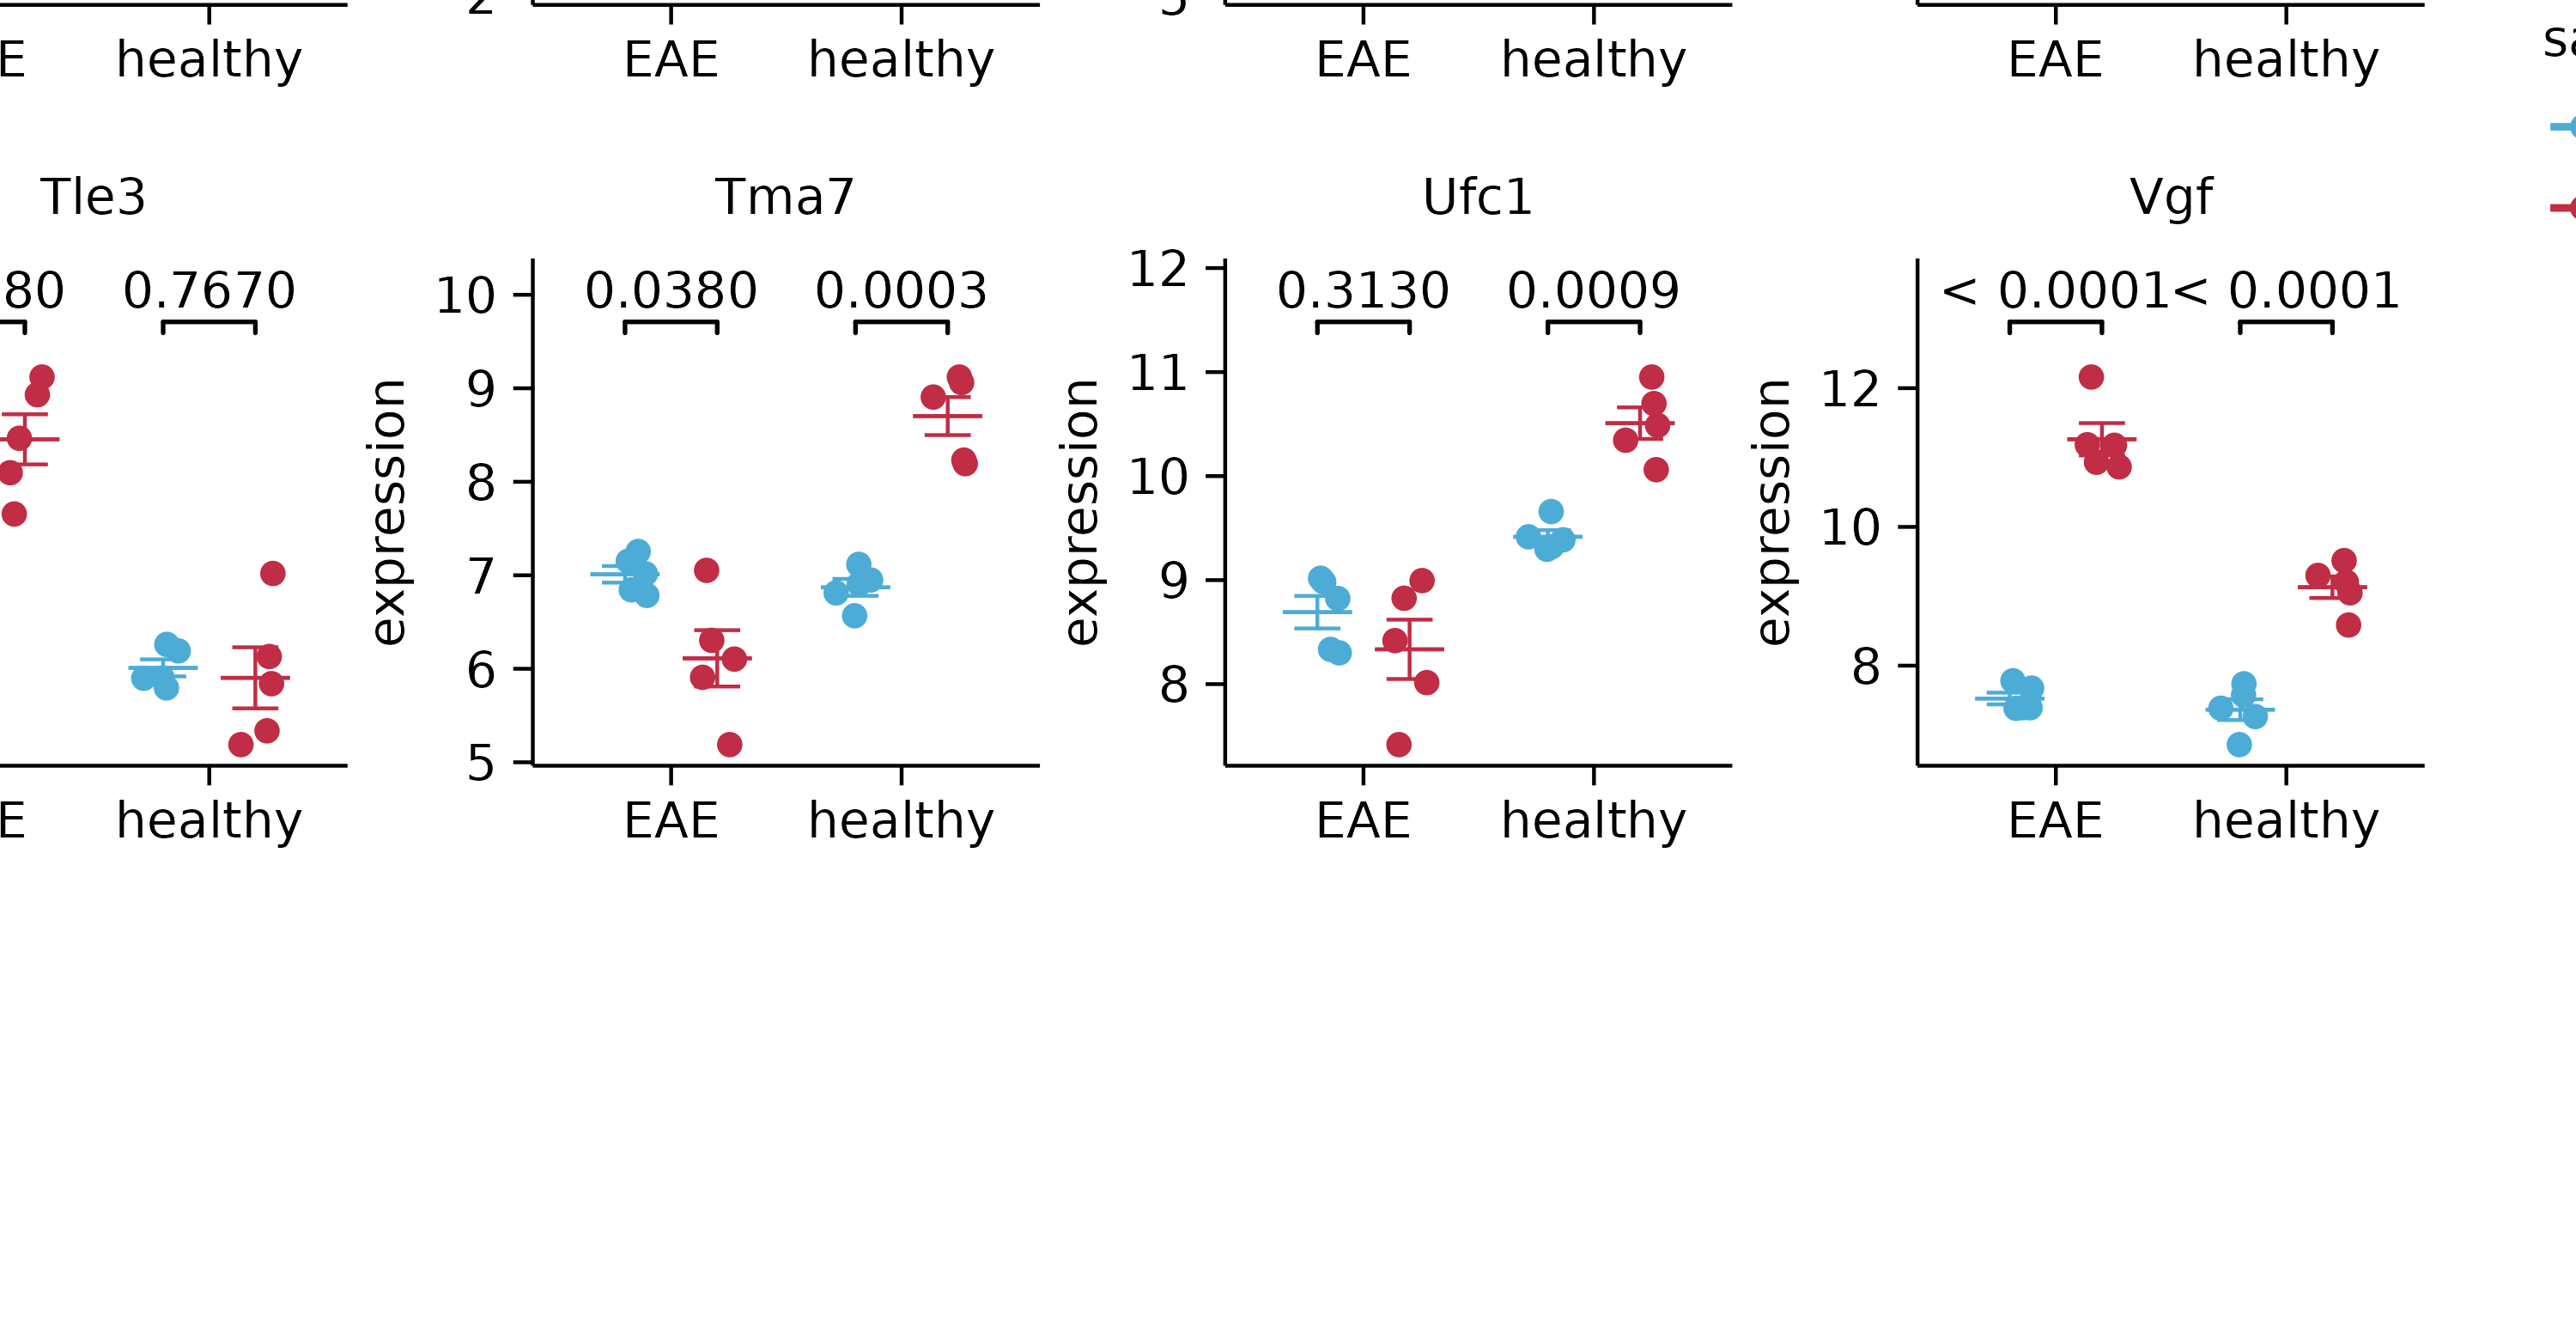 EAE healthy EAE healthy EAE healthy
healthy
Tle3 Tma7 Ufc1 Vgf
0.7670
10 0.0380 0.0003
9
8
7
6
5
expression
12 0.3130 0.0009
11
10
9
8
expression
< 0.0001 < 0.0001
12
10
8
expression
healthy EAE healthy EAE healthy EAE healthy